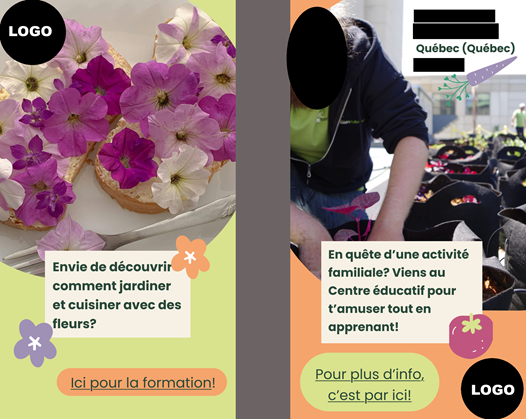 LOGO
Envie de découvrir
comment jardiner
et cuisiner avec des
fleurs?
Ici pour la formation!
Québec (Québec)
En quête d'une activité
familiale? Viens au
Centre éducatif pour
t'amuser tout en
apprenant!
Pour plus d'info,
c'est par ici!
LOGO